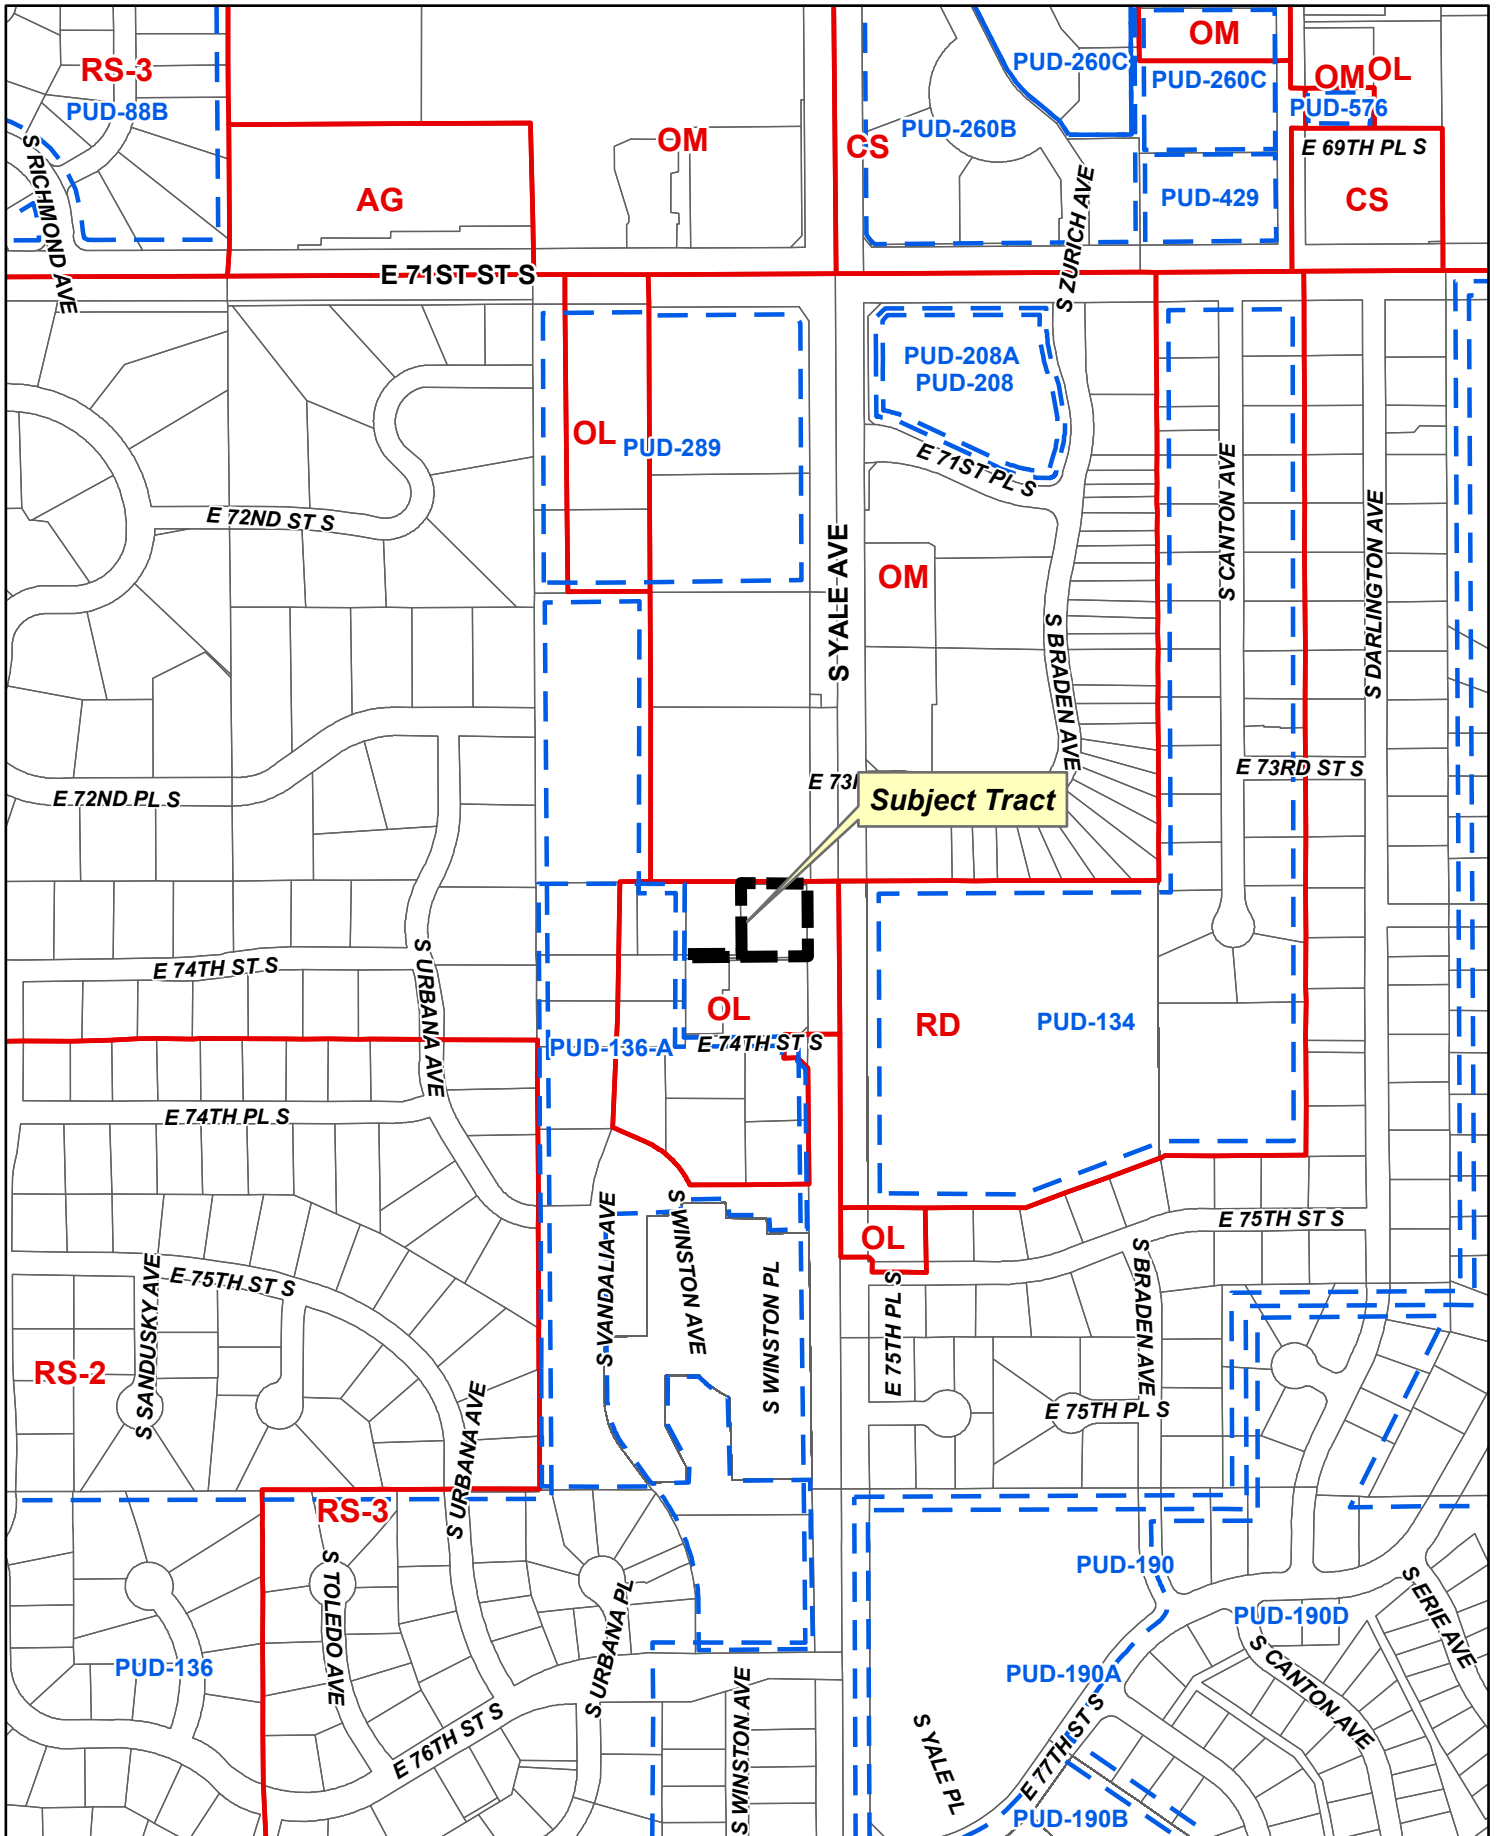 OM
RS-3
PUD-260C
OM OL
PUD-260C
PUD-88B
PUD-576
PUD-260B
OM
CS
E 69TH PL S
S RICHMOND AVE
AG
PUD-429
CS
S ZURICH AVE
E 71ST ST S
PUD-208A
PUD-208
OL
PUD-289
E 71ST PL S
E 72ND ST S
S CANTON AVE
S DARLINGTON AVE
S YALE AVE
OM
S BRADEN AVE
E 73RD ST S
E 73
Subject Tract
E 72ND PL S
E 74TH ST S
S URBANA AVE
OL
RD
PUD-134
PUD-136-A
E 74TH ST S
E 74TH PL S
E 75TH ST S
OL
S VANDALIA AVE
S WINSTON AVE
S WINSTON PL
E 75TH PL S
S BRADEN AVE
E 75TH ST S
S SANDUSKY AVE
RS-2
S URBANA AVE
E 75TH PL S
RS-3
S TOLEDO AVE
PUD-190
S ERIE AVE
PUD-190D
S URBANA PL
PUD-136
PUD-190A
S CANTON AVE
S WINSTON AVE
E 76TH ST S
S YALE PL
E 77TH ST S
PUD-190B